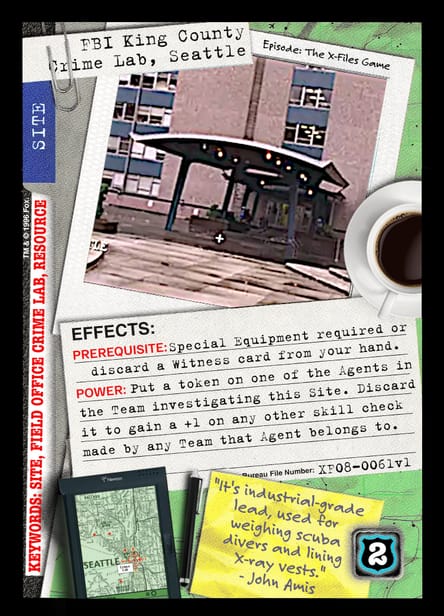 FBI King County
Crime Lab, Seattle
Episode: The X-Files Game
SITE
TM & © 1996 Fox.
KEYWORDS: SITE, FIELD OFFICE CRIME LAB, RESOURCE
EFFECTS:
PREREQUISITE: Special Equipment required or
discard a Witness card from your hand.
POWER: Put a token on one of the Agents in
the Team investigating this Site. Discard
it to gain a +1 on any other skill check
made by any Team that Agent belongs to.
Bureau File Number: XF08-0061v1
Newton
SEATTLE
"It's industrial-grade
lead, used for
weighing scuba
divers and lining
X-ray vests."
- John Amis
2